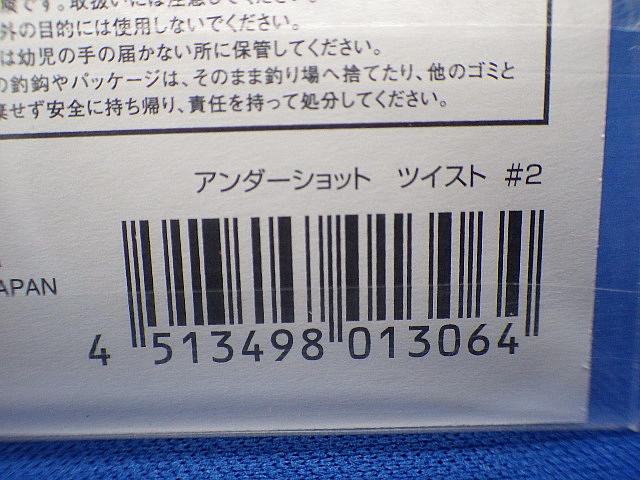 険です。取扱いには注意してください。
外の目的には使用しないでください。
は幼児の手の届かない所に保管してください。
の釣鈎やパッケージは、そのまま釣り場へ捨てたり、他のゴミと
棄せず安全に持ち帰り、責任を持って処分してください。
アンダーショット ツイスト #2
APAN
4 513498 013064